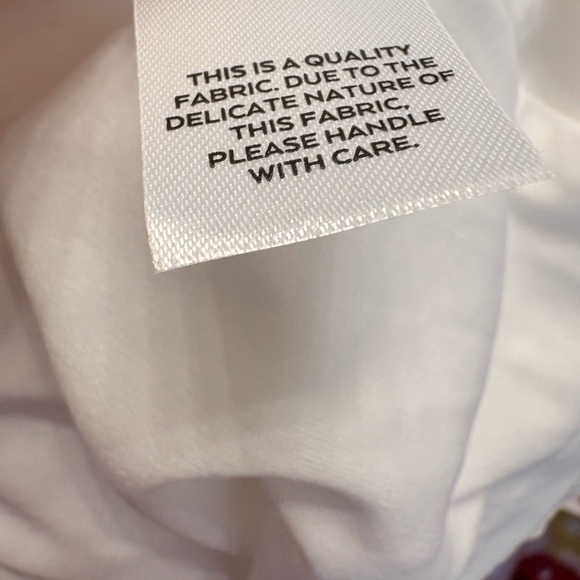 THIS IS A QUALITY
FABRIC. DUE TO THE
DELICATE NATURE OF
THIS FABRIC,
PLEASE HANDLE
WITH CARE.